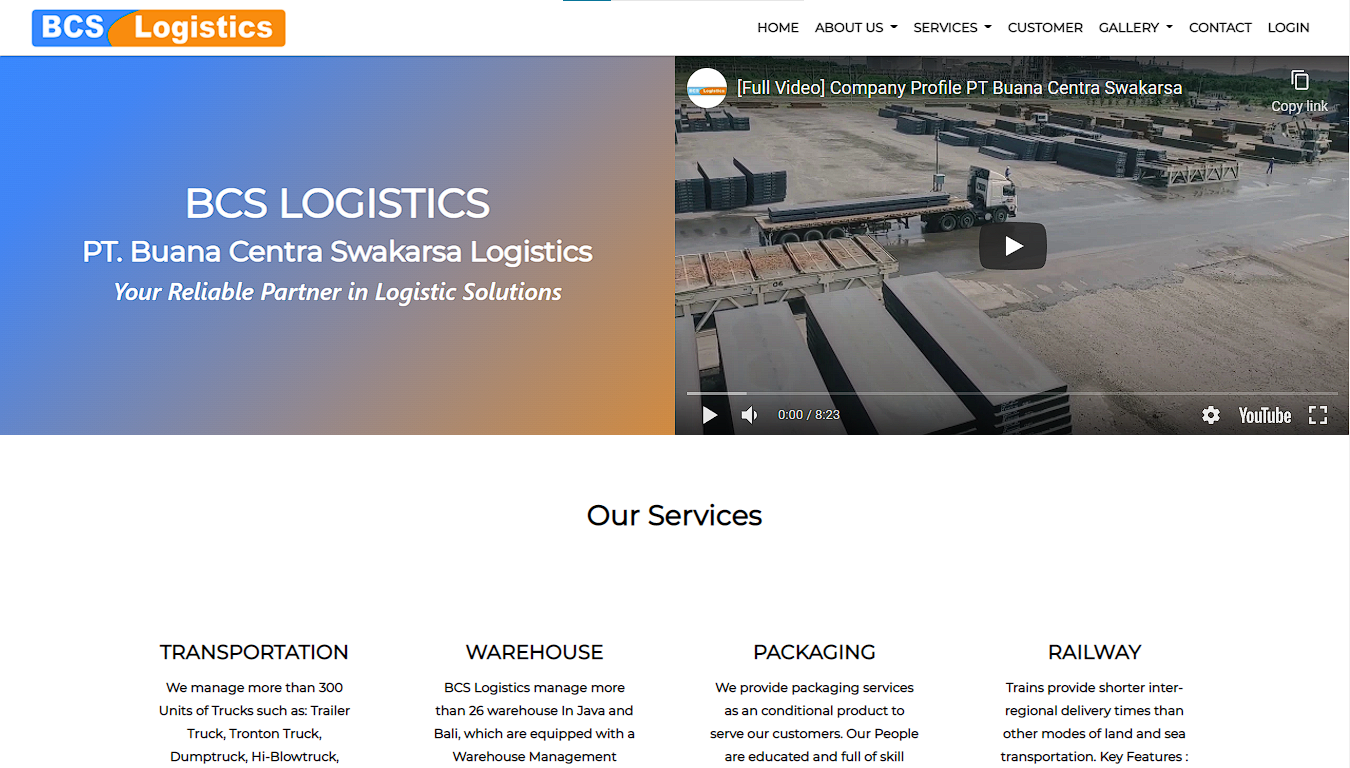 BCS Logistics
HOME ABOUT US SERVICES CUSTOMER GALLERY CONTACT LOGIN
BCS Logistics
[Full Video] Company Profile PT Buana Centra Swakarsa
Copy link
BCS LOGISTICS
PT. Buana Centra Swakarsa Logistics
Your Reliable Partner in Logistic Solutions
06
0:00 / 8:23
YouTube
Our Services
TRANSPORTATION
We manage more than 300
Units of Trucks such as: Trailer
Truck, Tronton Truck,
Dumptruck, Hi-Blowtruck,
WAREHOUSE
BCS Logistics manage more
than 26 warehouse In Java and
Bali, which are equipped with a
Warehouse Management
PACKAGING
We provide packaging services
as an conditional product to
serve our customers. Our People
are educated and full of skill
RAILWAY
Trains provide shorter inter-
regional delivery times than
other modes of land and sea
transportation. Key Features :